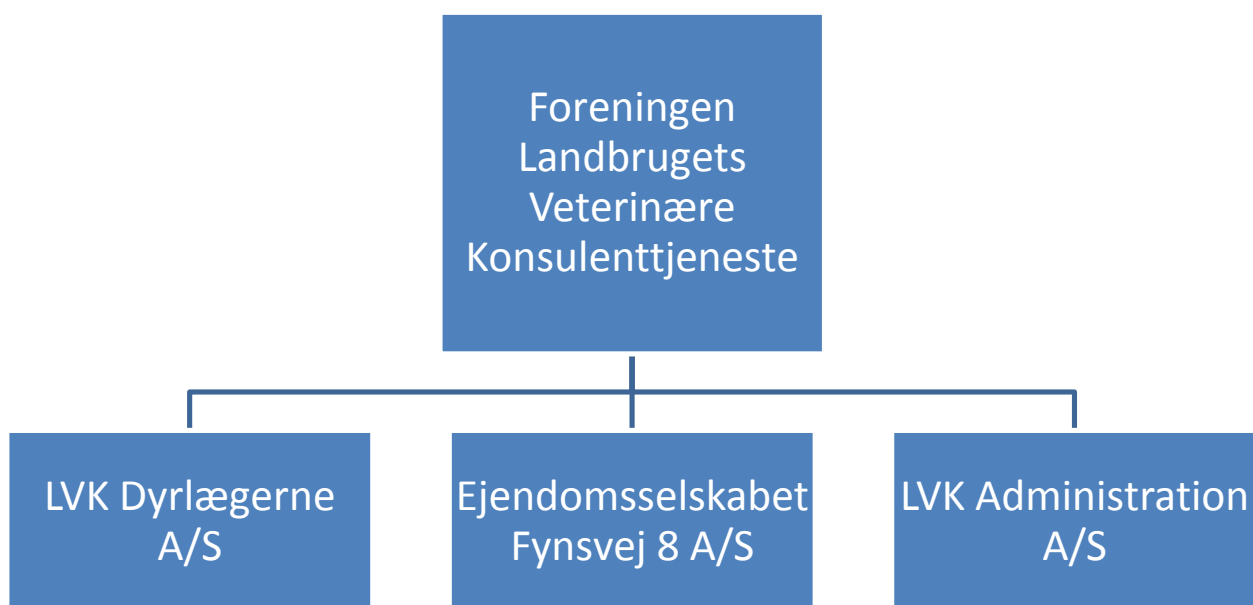 Foreningen
Landbrugets
Veterinære
Konsulenttjeneste
LVK Dyrlægerne
A/S
Ejendomsselskabet
Fynsvej 8 A/S
LVK Administration
A/S